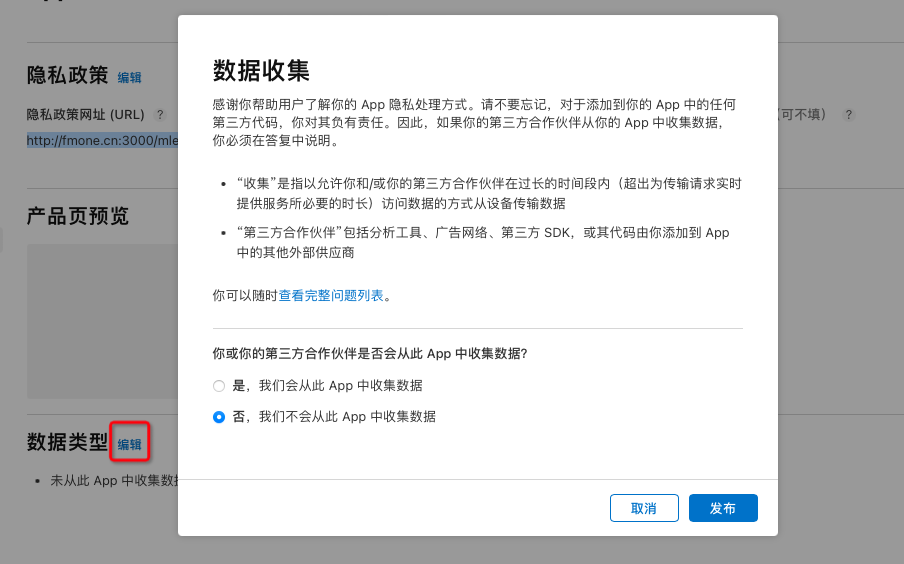 数据收集
感谢你帮助用户了解你的 App 隐私处理方式。请不要忘记，对于添加到你的 App 中的任何
第三方代码，你对其负有责任。因此，如果你的第三方合作伙伴从你的 App 中收集数据，
你必须在答复中说明。
• “收集”是指以允许你和/或你的第三方合作伙伴在过长的时间段内（超出为传输请求实时
提供服务所必要的时长）访问数据的方式从设备传输数据
• “第三方合作伙伴”包括分析工具、广告网络、第三方 SDK，或其代码由你添加到 App
中的其他外部供应商
你可以随时查看完整问题列表。
你或你的第三方合作伙伴是否会从此 App 中收集数据?
是，我们会从此 App 中收集数据
否，我们不会从此 App 中收集数据
取消 发布
隐私政策 编辑
隐私政策网址 (URL) ?
（可不填） ?
http://fmone.cn:3000/mle
产品页预览
数据类型 编辑
• 未从此 App 中收集数